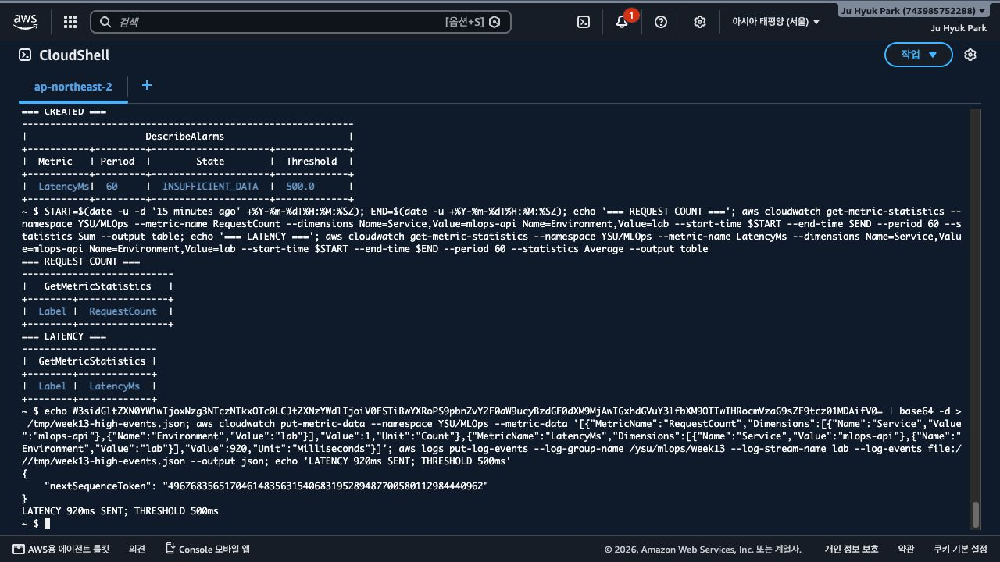 aws
검색
[옵션+S]
1
아시아 태평양 (서울) ▼
Ju Hyuk Park (743985752288) ▼
Ju Hyuk Park
CloudShell
작업 ▼
ap-northeast-2
+
=== CREATED ===
-----------------------------------------------------------
|                     DescribeAlarms                      |
+-----------+---------+---------------------+-------------+
|  Metric   | Period  |        State        |  Threshold  |
+-----------+---------+---------------------+-------------+
|  LatencyMs|  60     |  INSUFFICIENT_DATA  |  500.0      |
+-----------+---------+---------------------+-------------+
~ $ START=$(date -u -d '15 minutes ago' +%Y-%m-%dT%H:%M:%SZ); END=$(date -u +%Y-%m-%dT%H:%M:%SZ); echo '=== REQUEST COUNT ==='; aws cloudwatch get-metric-statistics --
namespace YSU/MLOps --metric-name RequestCount --dimensions Name=Service,Value=mlops-api Name=Environment,Value=lab --start-time $START --end-time $END --period 60 --s
tatistics Sum --output table; echo '=== LATENCY ==='; aws cloudwatch get-metric-statistics --namespace YSU/MLOps --metric-name LatencyMs --dimensions Name=Service,Valu
e=mlops-api Name=Environment,Value=lab --start-time $START --end-time $END --period 60 --statistics Average --output table
=== REQUEST COUNT ===
---------------------------
|   GetMetricStatistics   |
+--------+----------------+
|  Label |  RequestCount  |
+--------+----------------+
=== LATENCY ===
------------------------
|  GetMetricStatistics |
+--------+-------------+
|  Label |  LatencyMs  |
+--------+-------------+
~ $ echo W3sidGltZXN0YW1wIjoxNzg3NTczNTkxOTc0LCJtZXNzYWdlIjoiV0FSTiBwYXRoPS9pbnZvY2F0aW9ucyBzdGF0dXM9MjAwIGxhdGVuY3lfbXM9OTIwIHRocmVzaG9sZF9tcz01MDAifV0= | base64 -d >
/tmp/week13-high-events.json; aws cloudwatch put-metric-data --namespace YSU/MLOps --metric-data '[{"MetricName":"RequestCount","Dimensions":[{"Name":"Service","Value
":"mlops-api"},{"Name":"Environment","Value":"lab"}],"Value":1,"Unit":"Count"},{"MetricName":"LatencyMs","Dimensions":[{"Name":"Service","Value":"mlops-api"},{"Name":"
Environment","Value":"lab"}],"Value":920,"Unit":"Milliseconds"}]'; aws logs put-log-events --log-group-name /ysu/mlops/week13 --log-stream-name lab --log-events file:/
//tmp/week13-high-events.json --output json; echo 'LATENCY 920ms SENT; THRESHOLD 500ms'
{
    "nextSequenceToken": "49676835651704614835631540683195289487700580112984440962"
}
LATENCY 920ms SENT; THRESHOLD 500ms
~ $
AWS용 에이전트 툴킷
의견
Console 모바일 앱
© 2026, Amazon Web Services, Inc. 또는 계열사.
개인 정보 보호
약관
쿠키 기본 설정